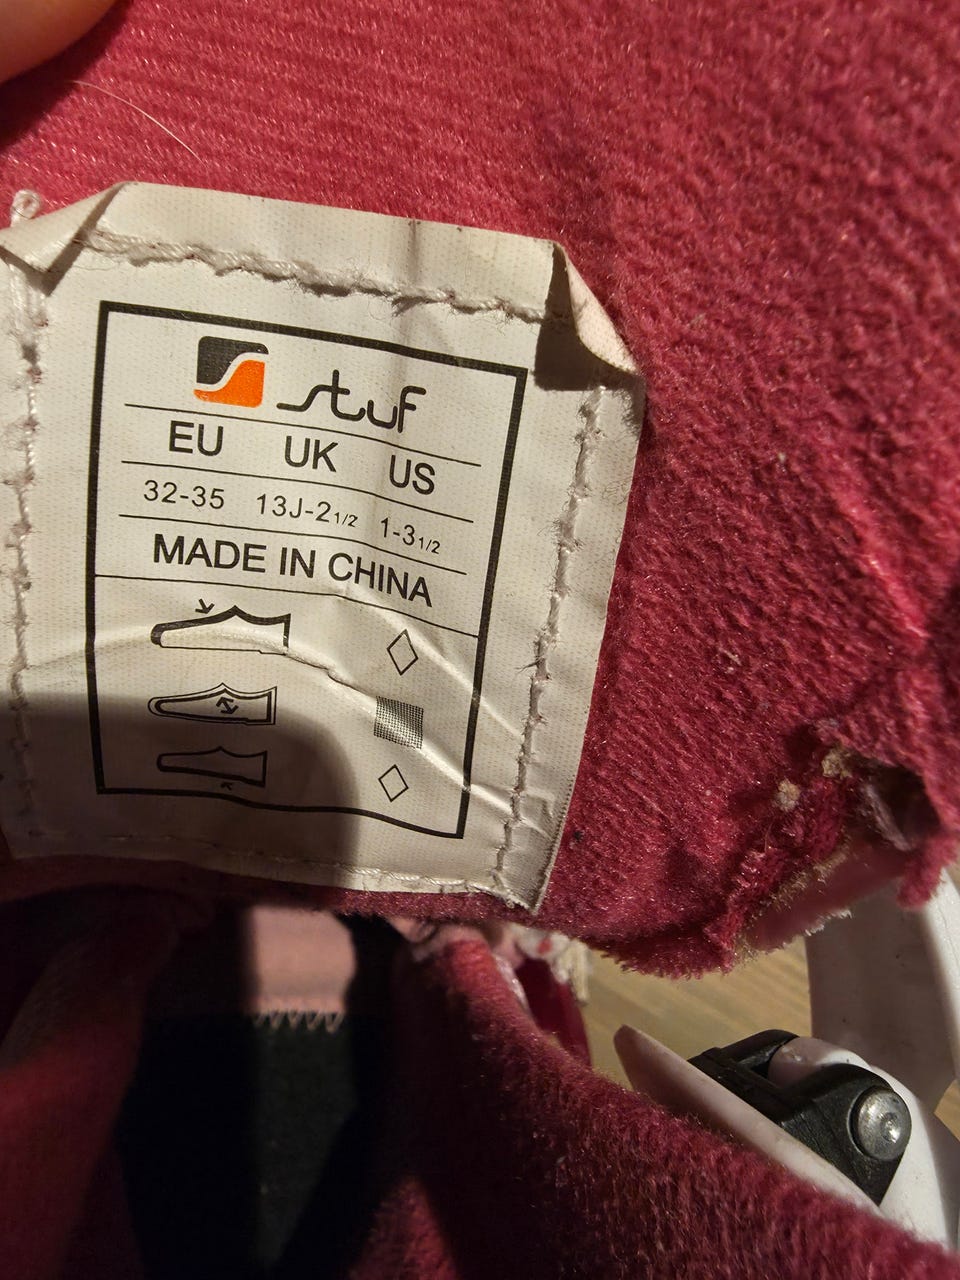 stuf
EU UK US
32-35 13J-2 1/2 1-3 1/2
MADE IN CHINA